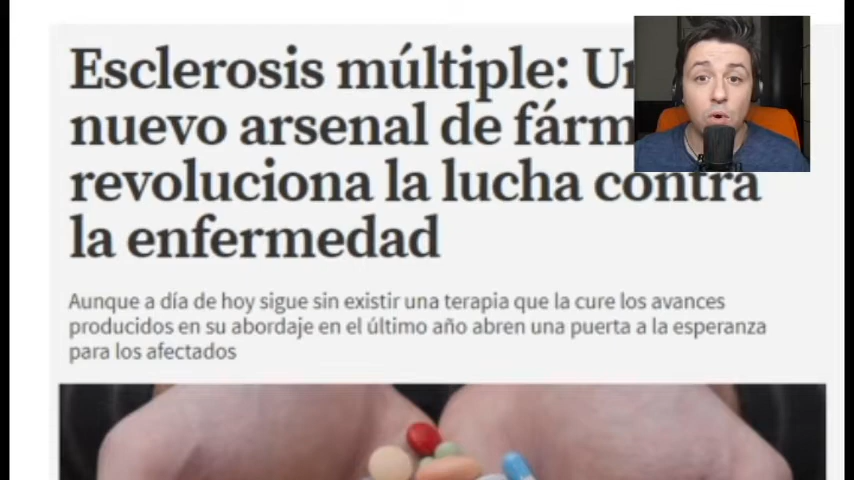 Esclerosis múltiple: Un
nuevo arsenal de fárm
revoluciona la lucha contra
la enfermedad
Aunque a día de hoy sigue sin existir una terapia que la cure los avances
producidos en su abordaje en el último año abren una puerta a la esperanza
para los afectados